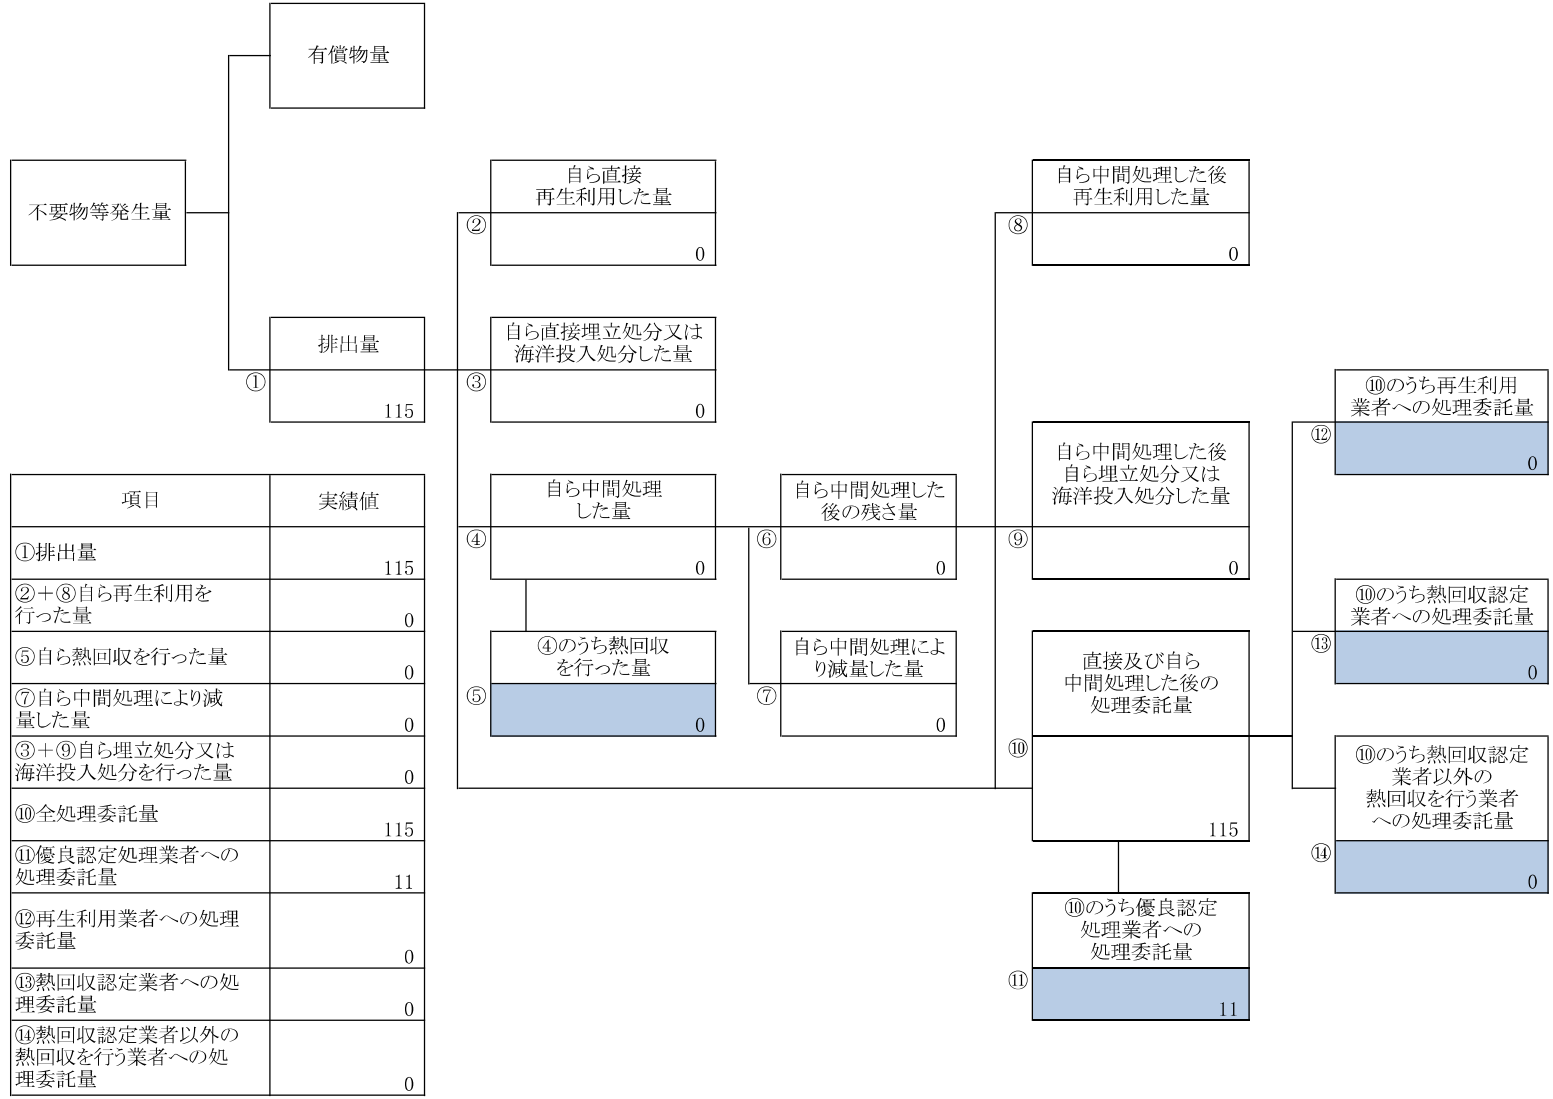 有償物量
不要物等発生量
排出量
①
115
自ら直接
再生利用した量
②
0
自ら直接埋立処分又は
海洋投入処分した量
③
0
自ら中間処理
した量
④
0
④のうち熱回収
を行った量
⑤
0
自ら中間処理した
後の残さ量
⑥
0
自ら中間処理によ
り減量した量
⑦
0
自ら中間処理した後
再生利用した量
⑧
0
自ら中間処理した後
自ら埋立処分又は
海洋投入処分した量
⑨
0
直接及び自ら
中間処理した後の
処理委託量
⑩
115
⑩のうち優良認定
処理業者への
処理委託量
⑪
11
⑩のうち再生利用
業者への処理委託量
⑫
0
⑩のうち熱回収認定
業者への処理委託量
⑬
0
⑩のうち熱回収認定
業者以外の
熱回収を行う業者
への処理委託量
⑭
0
項目 実績値
①排出量
115
②＋⑧自ら再生利用を
行った量
0
⑤自ら熱回収を行った量
0
⑦自ら中間処理により減
量した量
0
③＋⑨自ら埋立処分又は
海洋投入処分を行った量
0
⑩全処理委託量
115
⑪優良認定処理業者への
処理委託量
11
⑫再生利用業者への処理
委託量
0
⑬熱回収認定業者への処
理委託量
0
⑭熱回収認定業者以外の
熱回収を行う業者への処
理委託量
0